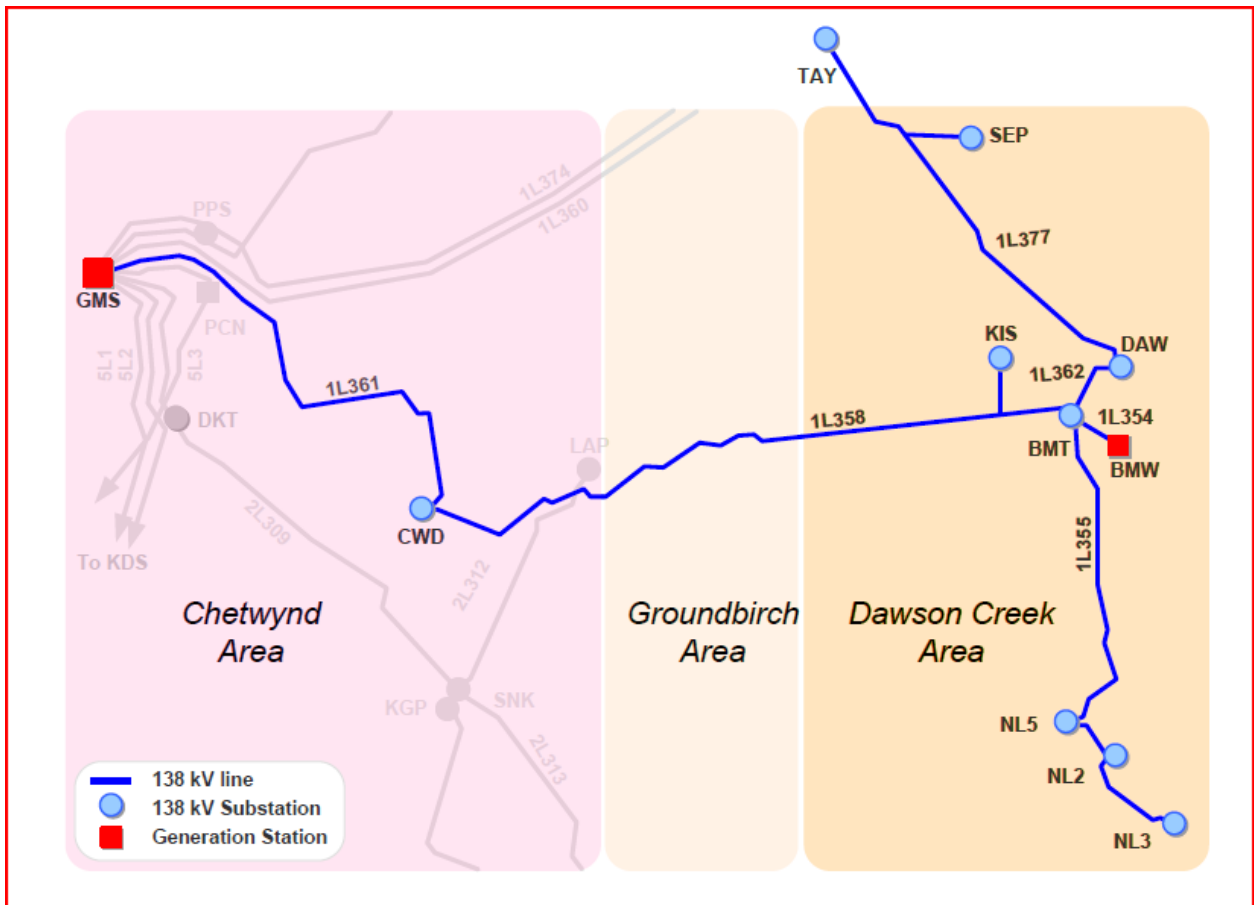 TAY
SEP
PPS
1L374
1L360
1L377
GMS
PCN
KIS
DAW
5L1
5L2
5L3
1L361
1L362
DKT
LAP
1L358
1L354
BMT
BMW
CWD
2L309
To KDS
2L312
1L355
Chetwynd
Area
Groundbirch
Area
Dawson Creek
Area
KGP
SNK
2L313
NL5
NL2
NL3
138 kV line
138 kV Substation
Generation Station